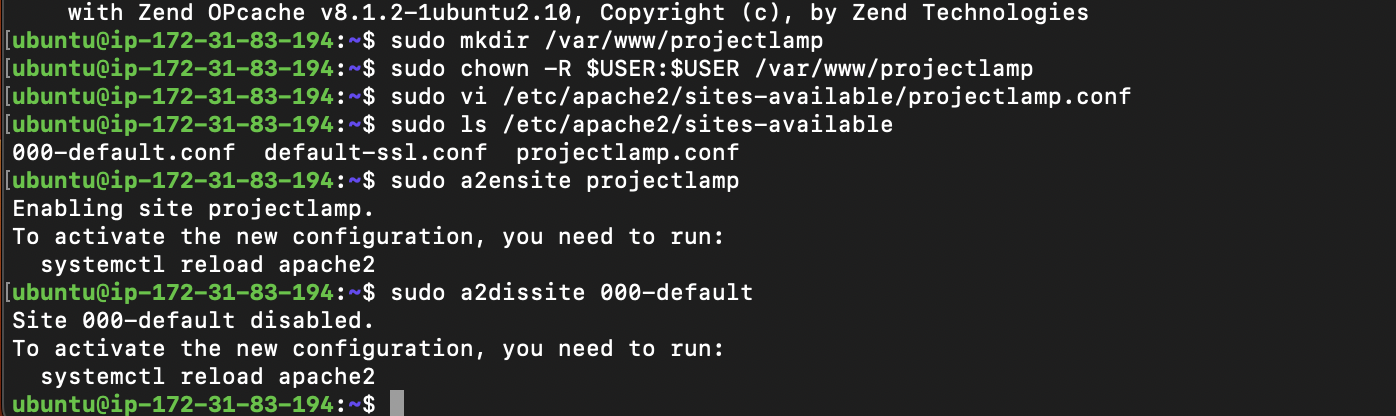 with Zend OPcache v8.1.2-1ubuntu2.10, Copyright (c), by Zend Technologies
[ubuntu@ip-172-31-83-194:~$ sudo mkdir /var/www/projectlamp
[ubuntu@ip-172-31-83-194:~$ sudo chown -R $USER:$USER /var/www/projectlamp
[ubuntu@ip-172-31-83-194:~$ sudo vi /etc/apache2/sites-available/projectlamp.conf
[ubuntu@ip-172-31-83-194:~$ sudo ls /etc/apache2/sites-available
000-default.conf  default-ssl.conf  projectlamp.conf
[ubuntu@ip-172-31-83-194:~$ sudo a2ensite projectlamp
Enabling site projectlamp.
To activate the new configuration, you need to run:
  systemctl reload apache2
[ubuntu@ip-172-31-83-194:~$ sudo a2dissite 000-default
Site 000-default disabled.
To activate the new configuration, you need to run:
  systemctl reload apache2
ubuntu@ip-172-31-83-194:~$